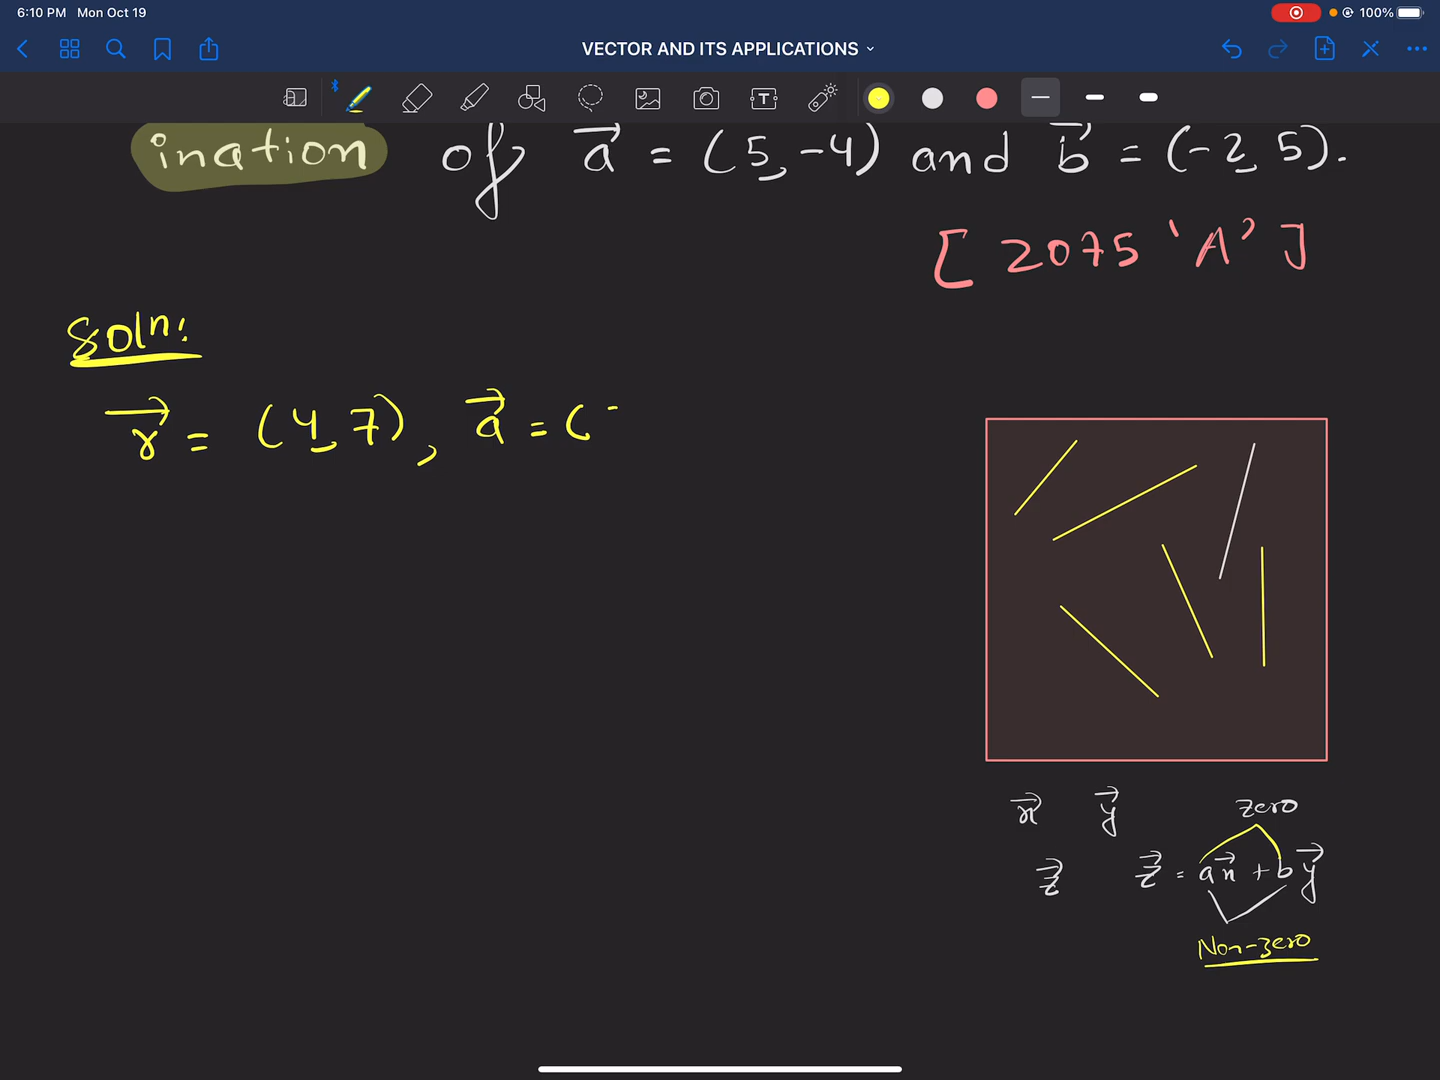 6:10 PM Mon Oct 19
100%
VECTOR AND ITS APPLICATIONS
ination of a⃗ = (5, -4) and b⃗ = (-2, 5).
[ 2075 'A' ]
Soln:
r⃗ = (4, 7), a⃗ = (
x⃗ y⃗
zero
z⃗ z⃗ = ax⃗ + by⃗
Non-zero